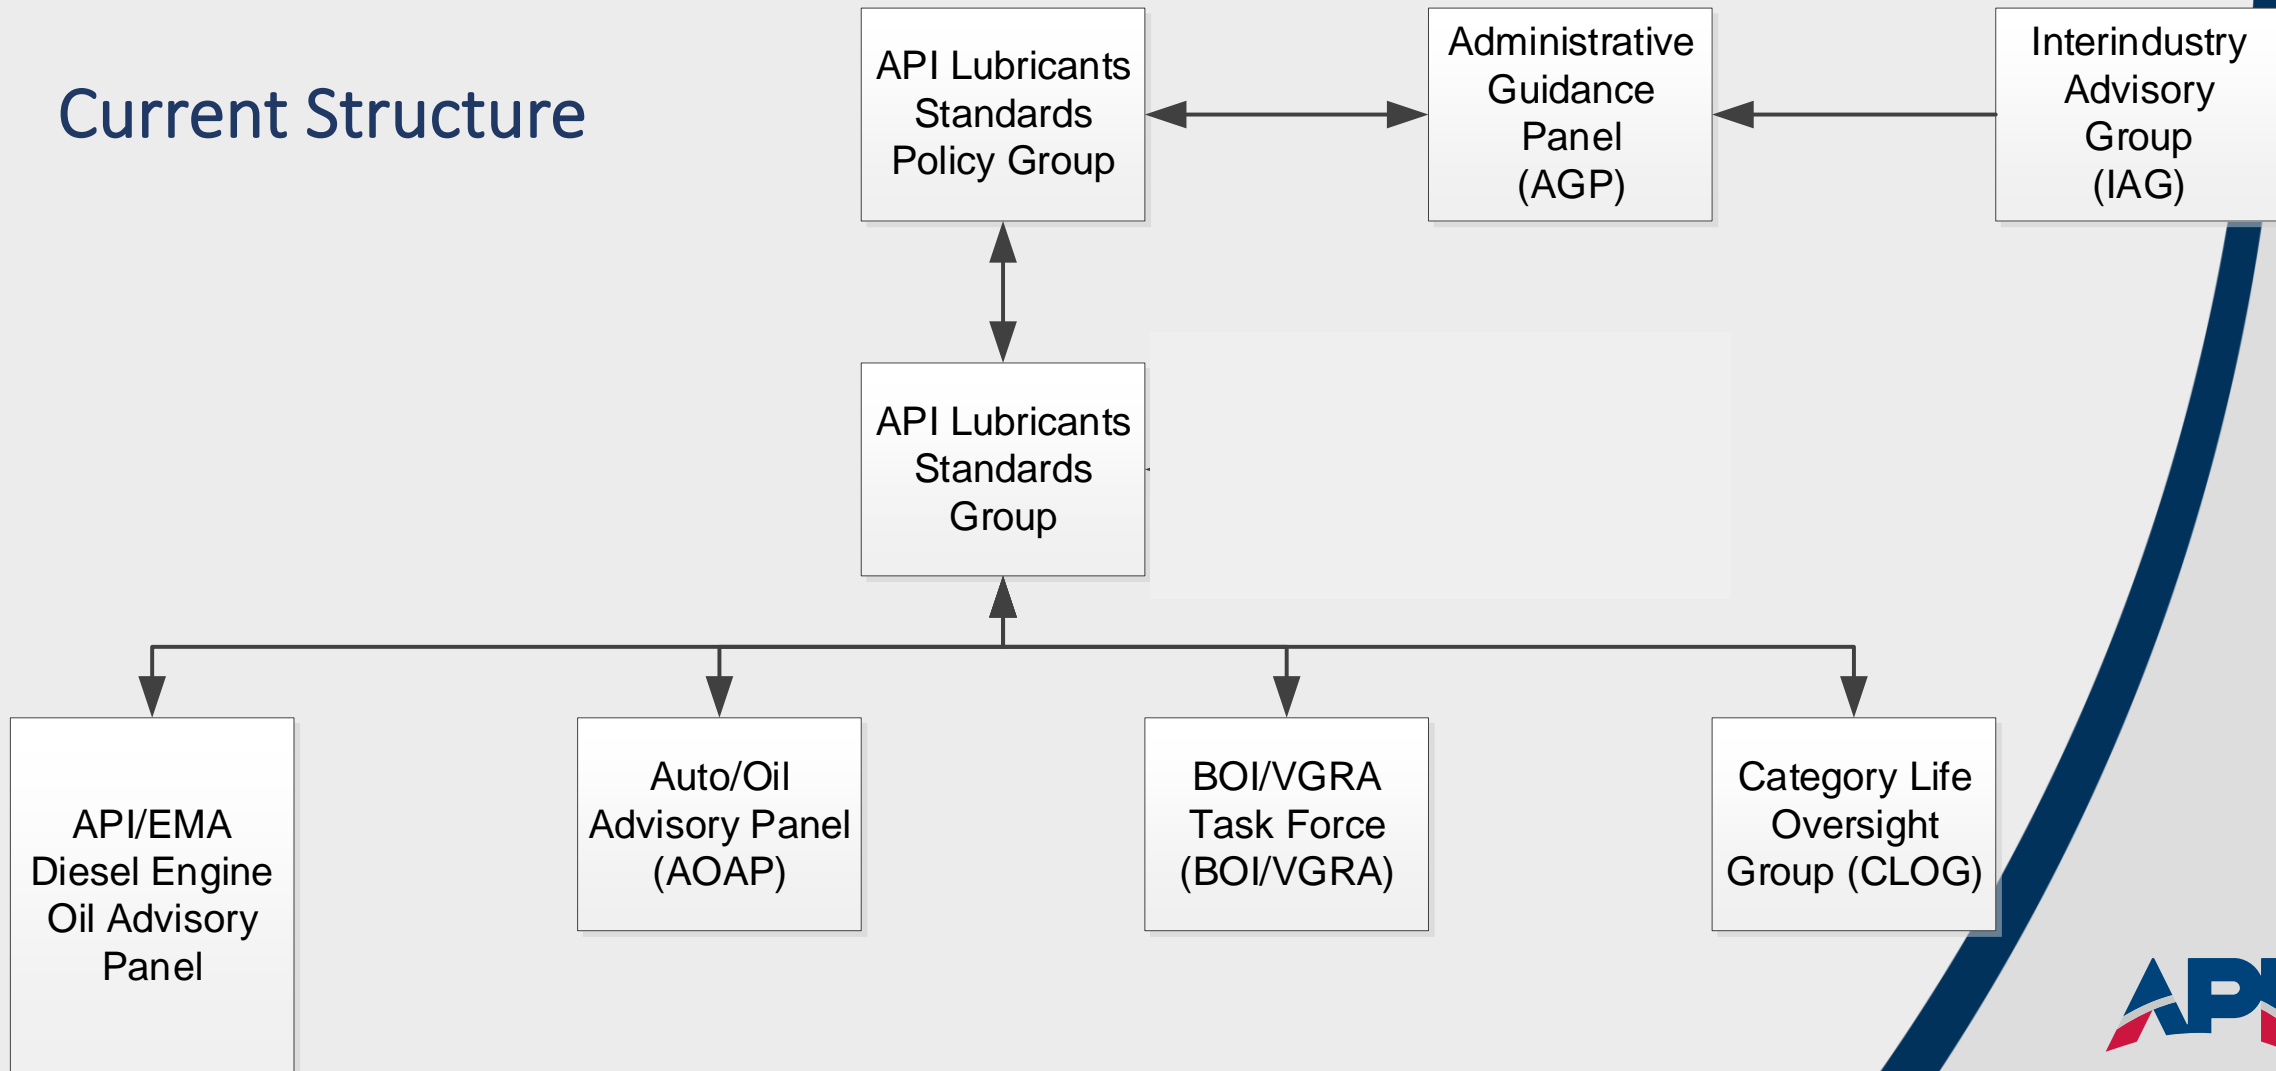 Current Structure
API Lubricants
Standards
Policy Group
Administrative
Guidance
Panel
(AGP)
Interindustry
Advisory
Group
(IAG)
API Lubricants
Standards
Group
API/EMA
Diesel Engine
Oil Advisory
Panel
Auto/Oil
Advisory Panel
(AOAP)
BOI/VGRA
Task Force
(BOI/VGRA)
Category Life
Oversight
Group (CLOG)
API